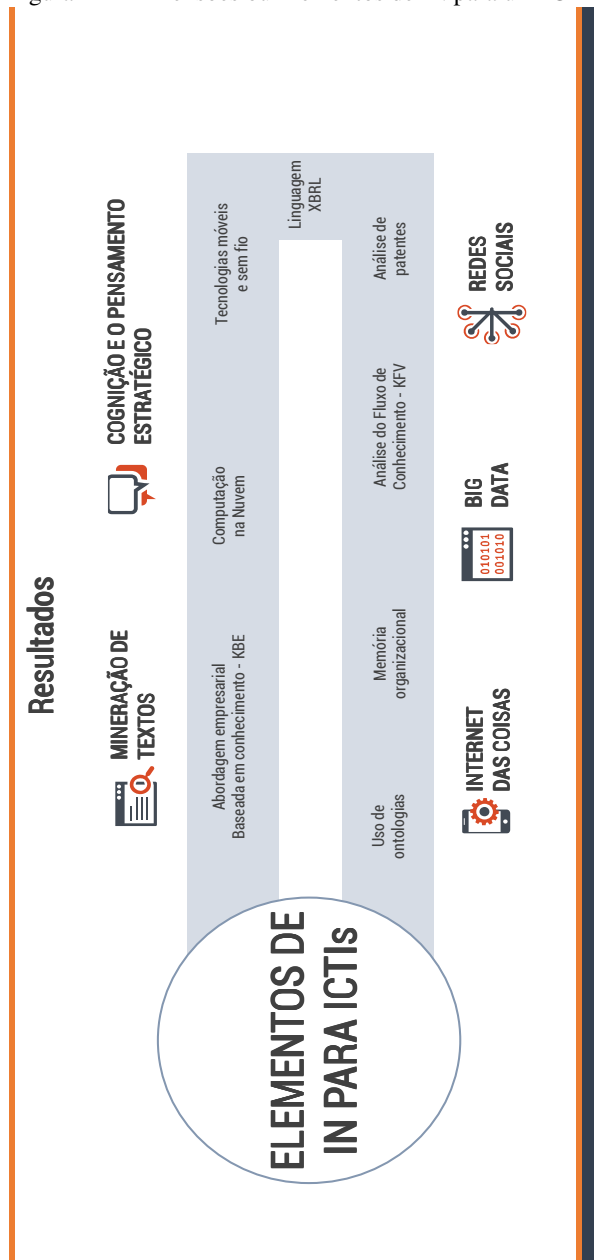 Resultados
MINERAÇÃO DE
TEXTOS
COGNIÇÃO E O PENSAMENTO
ESTRATÉGICO
Abordagem empresarial
Baseada em conhecimento - KBE
Computação
na Nuvem
Tecnologias móveis
e sem fio
Linguagem
XBRL
ELEMENTOS DE
IN PARA ICTIs
Uso de
ontologias
Memória
organizacional
Análise do Fluxo de
Conhecimento - KFV
Análise de
patentes
INTERNET
DAS COISAS
010101
001010
BIG
DATA
REDES
SOCIAIS